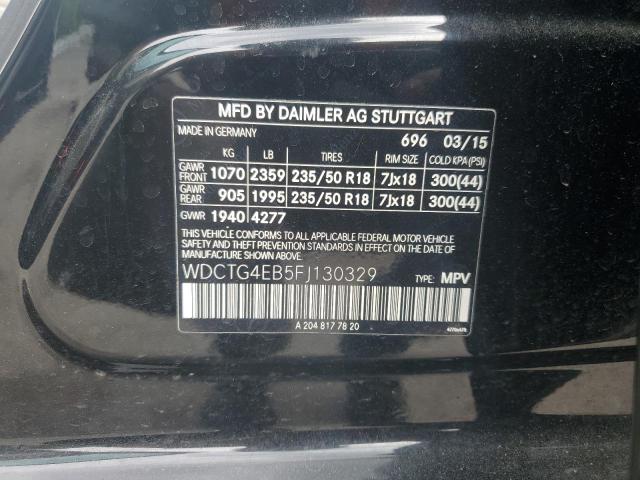 MFD BY DAIMLER AG STUTTGART
MADE IN GERMANY 696 03/15
KG LB TIRES RIM SIZE COLD KPA (PSI)
GAWR FRONT 1070 2359 235/50 R18 7Jx18 300(44)
GAWR REAR 905 1995 235/50 R18 7Jx18 300(44)
GVWR 1940 4277
THIS VEHICLE CONFORMS TO ALL APPLICABLE FEDERAL MOTOR VEHICLE
SAFETY, BUMPER AND THEFT PREVENTION STANDARDS IN EFFECT ON THE DATE OF
MANUFACTURE SHOWN ABOVE.
WDCTG4EB5FJ130329 TYPE: MPV
A 204 817 78 20